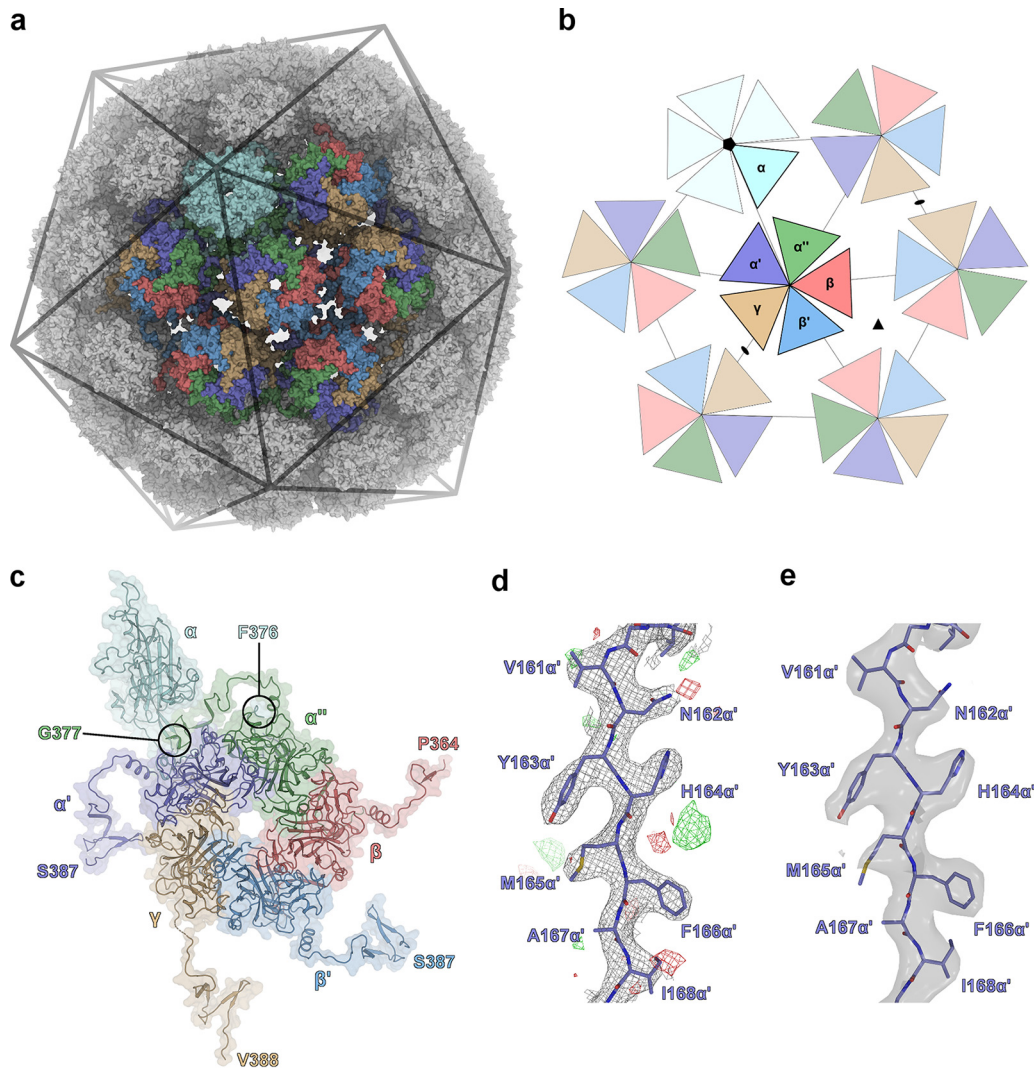 a
b
α
α'
α''
β
γ
β'
c
α
F376
α''
G377
P364
α'
β
S387
γ
β'
S387
V388
d
V161α'
N162α'
Y163α'
H164α'
M165α'
F166α'
A167α'
I168α'
e
V161α'
N162α'
Y163α'
H164α'
M165α'
F166α'
A167α'
I168α'